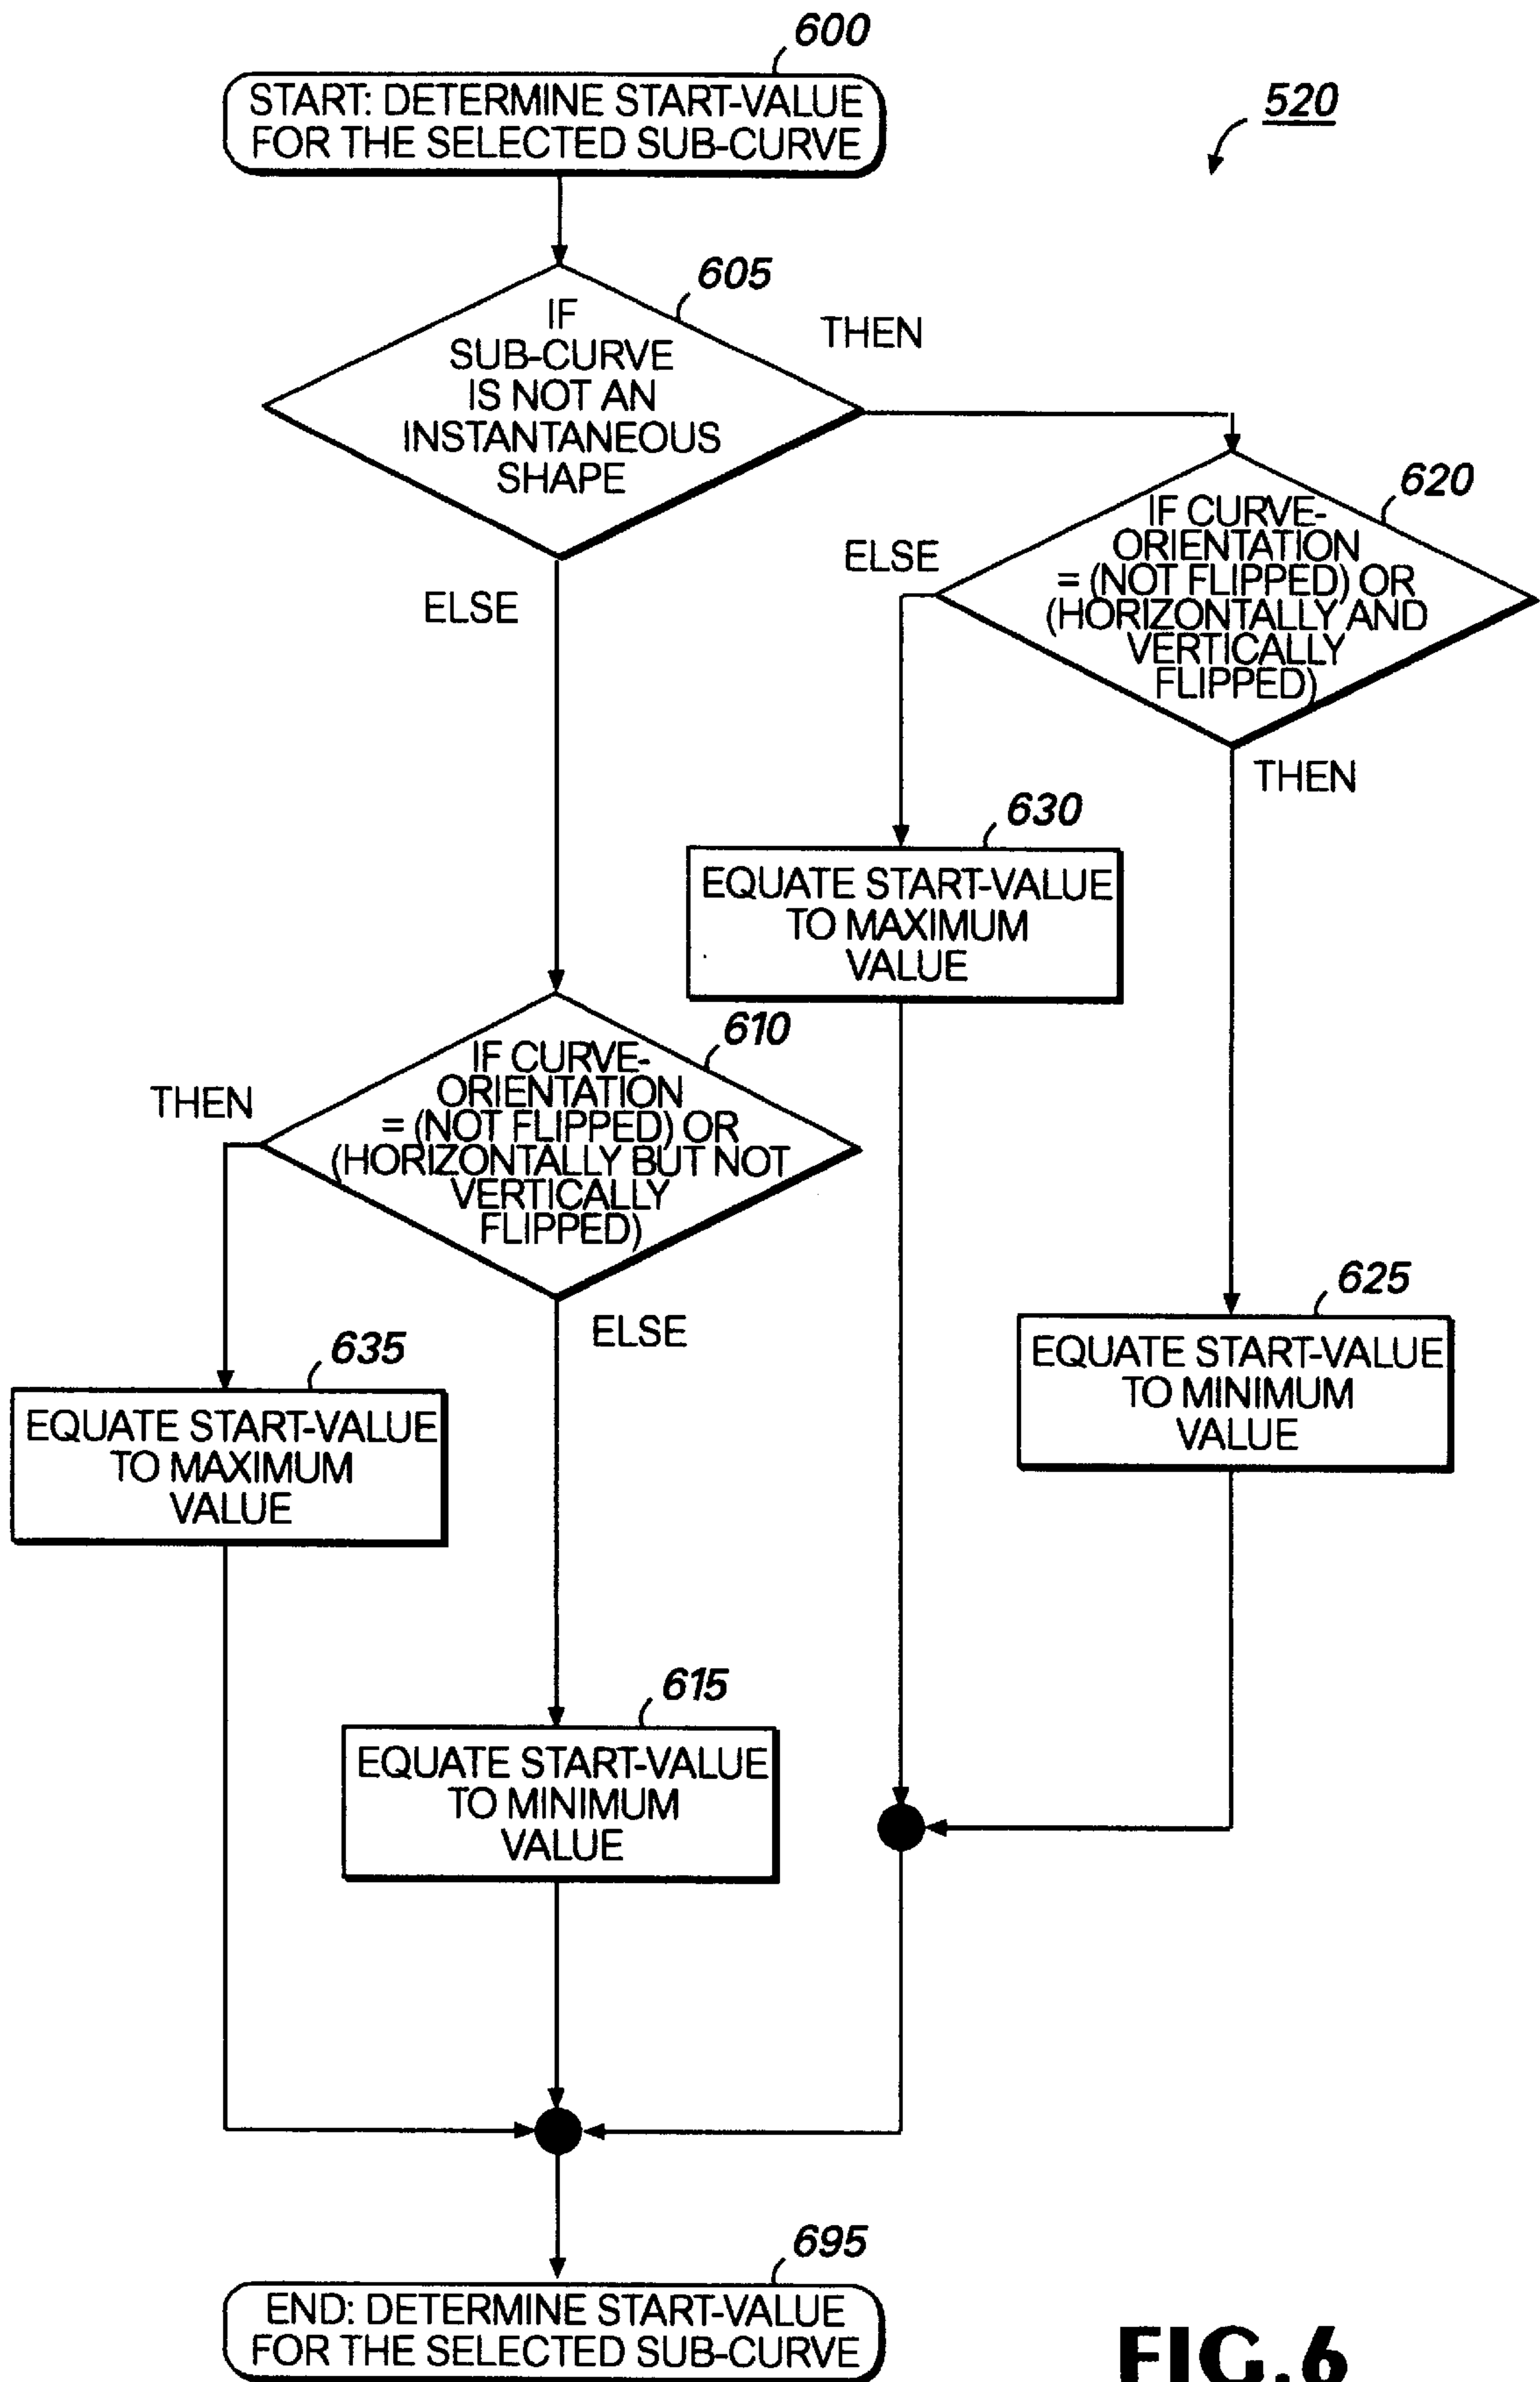 600
START: DETERMINE START-VALUE
FOR THE SELECTED SUB-CURVE
520
605
IF
SUB-CURVE
IS NOT AN
INSTANTANEOUS
SHAPE
THEN
ELSE
620
IF CURVE-
ORIENTATION
= (NOT FLIPPED) OR
(HORIZONTALLY AND
VERTICALLY
FLIPPED)
ELSE
THEN
630
EQUATE START-VALUE
TO MAXIMUM
VALUE
610
IF CURVE-
ORIENTATION
= (NOT FLIPPED) OR
(HORIZONTALLY BUT NOT
VERTICALLY
FLIPPED)
THEN
ELSE
625
EQUATE START-VALUE
TO MINIMUM
VALUE
635
EQUATE START-VALUE
TO MAXIMUM
VALUE
615
EQUATE START-VALUE
TO MINIMUM
VALUE
695
END: DETERMINE START-VALUE
FOR THE SELECTED SUB-CURVE
FIG.6